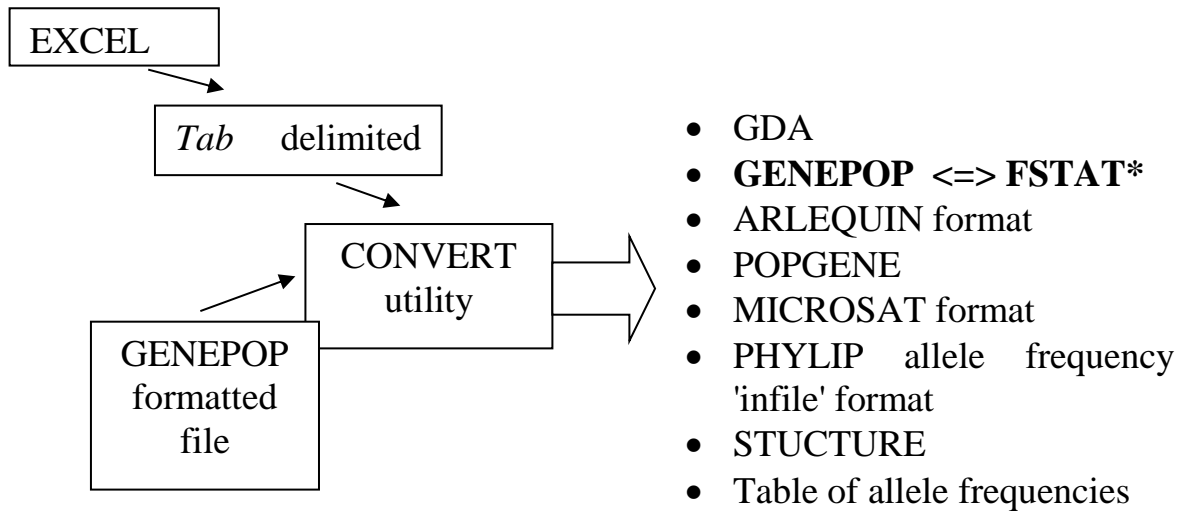 EXCEL
Tab delimited
CONVERT
utility
GENEPOP
formatted
file
• GDA
• GENEPOP <=> FSTAT*
• ARLEQUIN format
• POPGENE
• MICROSAT format
• PHYLIP allele frequency
'infile' format
• STUCTURE
• Table of allele frequencies